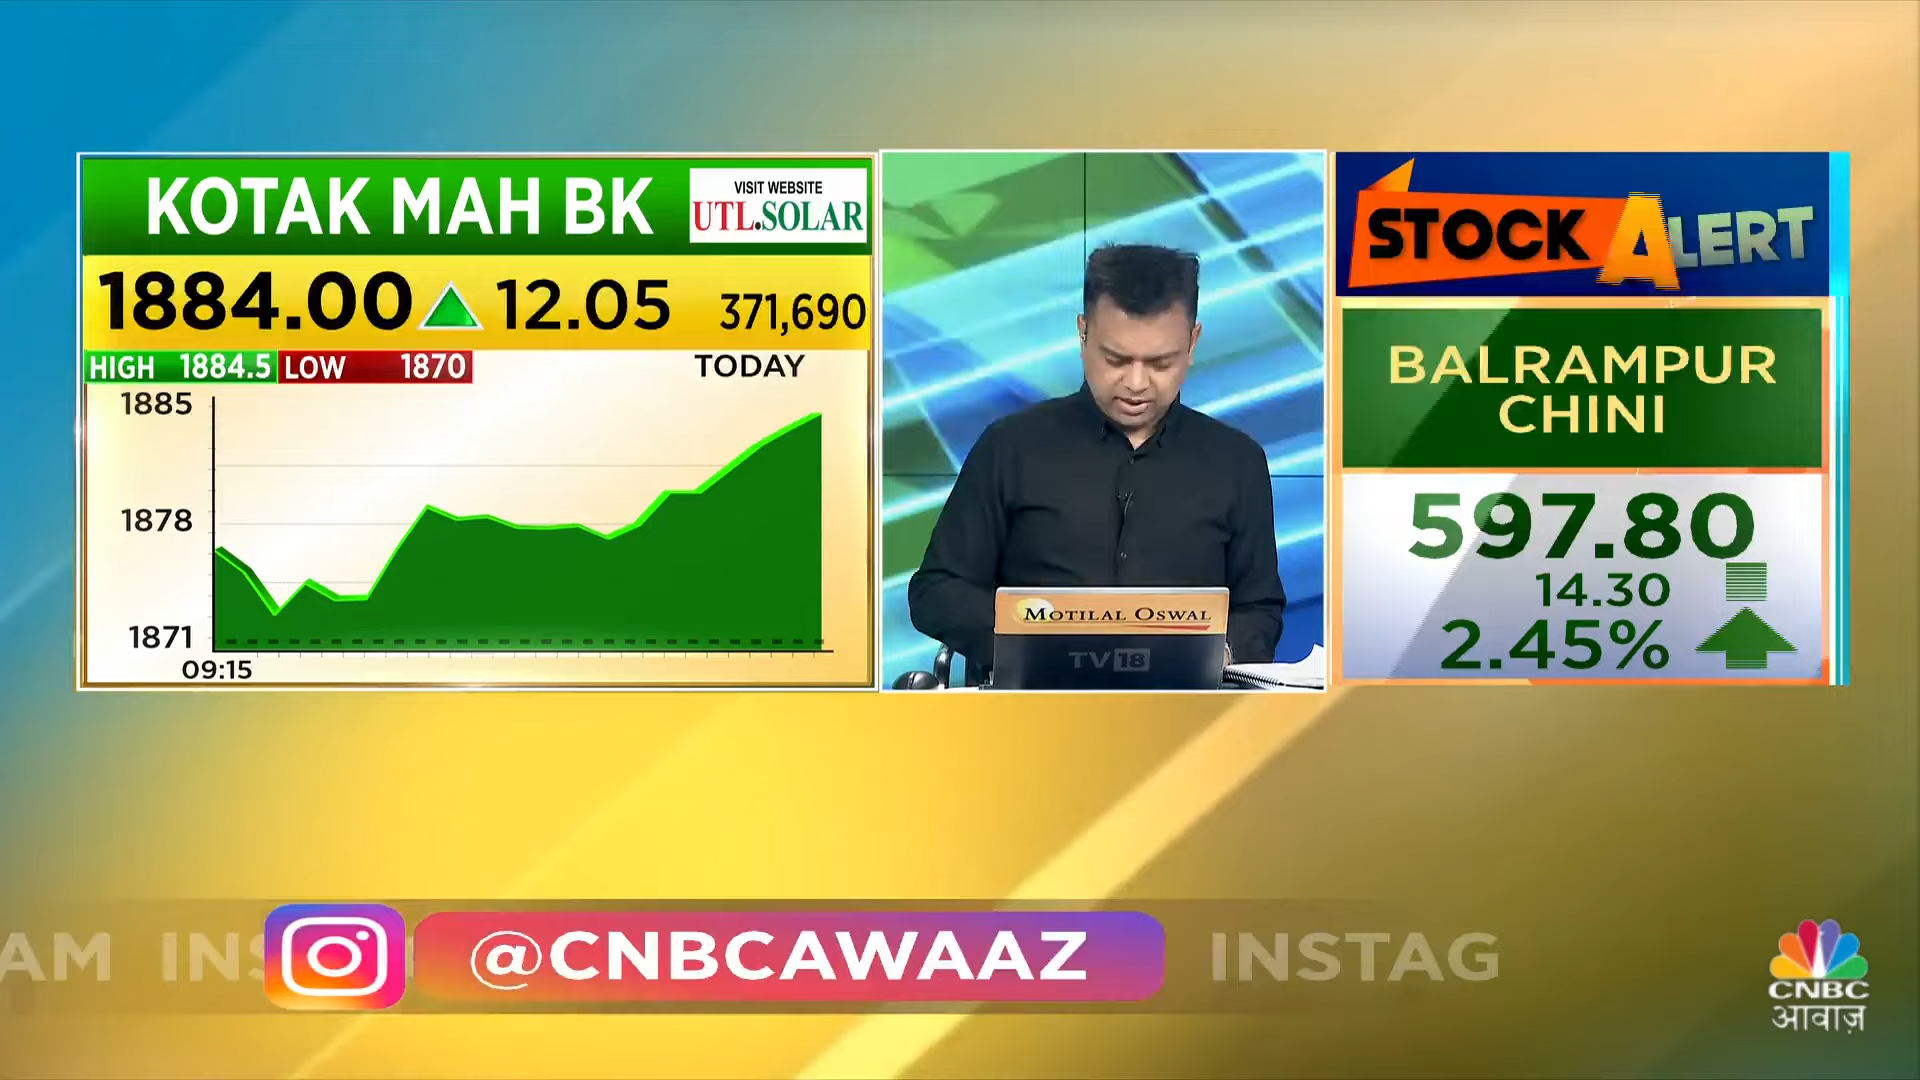 KOTAK MAH BK
VISIT WEBSITE
UTL.SOLAR
1884.00 12.05 371,690
HIGH 1884.5 LOW 1870 TODAY
1885
1878
1871
09:15
MOTILAL OSWAL
TV18
STOCK ALERT
BALRAMPUR
CHINI
597.80
14.30
2.45%
AM INS @CNBCAWAAZ INSTAG
CNBC
आवाज़